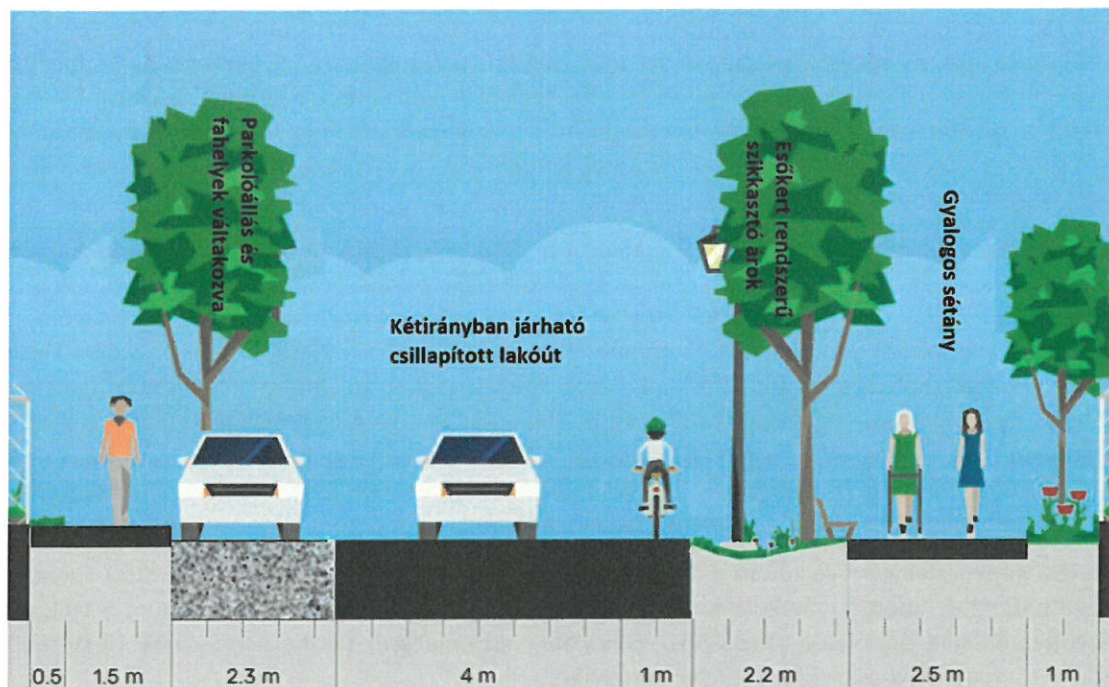 Parkolóállás és
fahelyek váltakozva
Kétirányban járható
csillapított lakóút
Esőkert rendszerű
szikkasztó árok
Gyalogos sétány
0.5
1.5 m
2.3 m
4 m
1 m
2.2 m
2.5 m
1 m